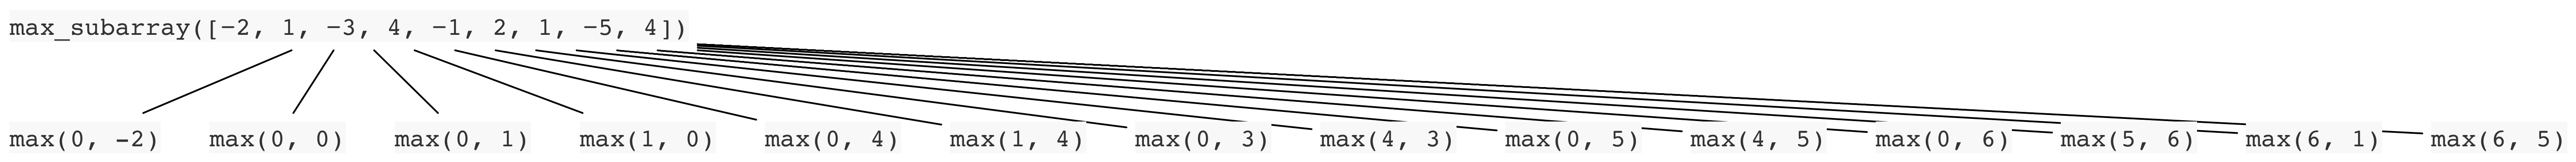 max_subarray([-2, 1, -3, 4, -1, 2, 1, -5, 4])
max(0, -2) max(0, 0) max(0, 1) max(1, 0) max(0, 4) max(1, 4) max(0, 3) max(4, 3) max(0, 5) max(4, 5) max(0, 6) max(5, 6) max(6, 1) max(6, 5)